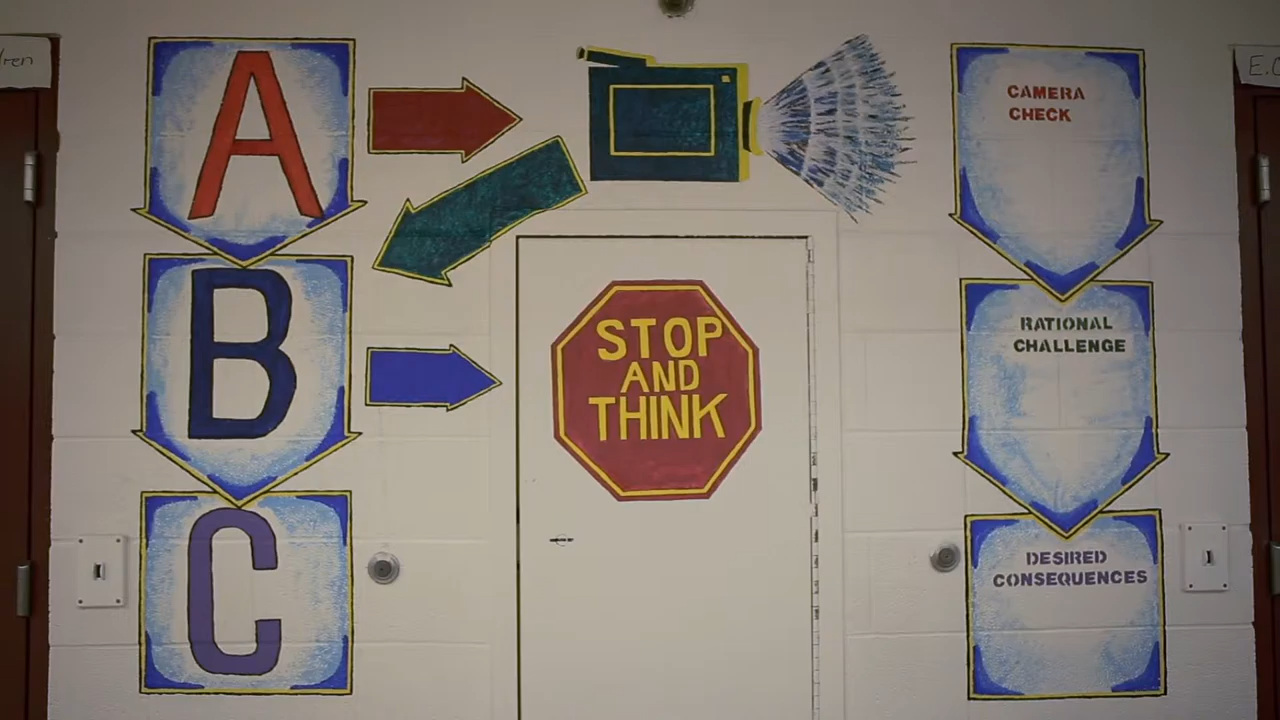 A
B
C
STOP
AND
THINK
CAMERA
CHECK
RATIONAL
CHALLENGE
DESIRED
CONSEQUENCES